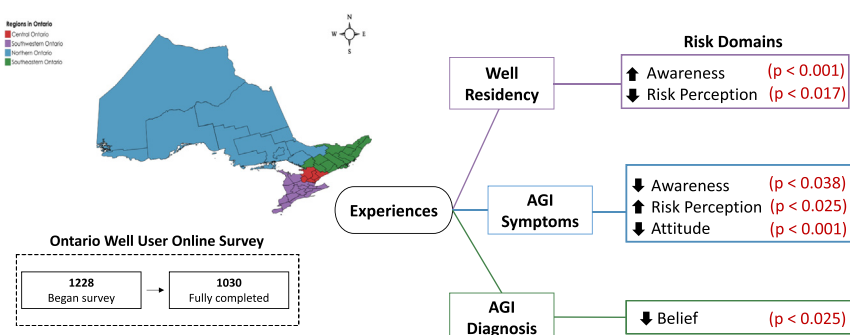 Regions in Ontario
Central Ontario
Southwestern Ontario
Northern Ontario
Southeastern Ontario
N
W E
S
Ontario Well User Online Survey
1228
Began survey
1030
Fully completed
Experiences
Well
Residency
AGI
Symptoms
AGI
Diagnosis
Risk Domains
Awareness (p < 0.001)
Risk Perception (p < 0.017)
Awareness (p < 0.038)
Risk Perception (p < 0.025)
Attitude (p < 0.001)
Belief (p < 0.025)